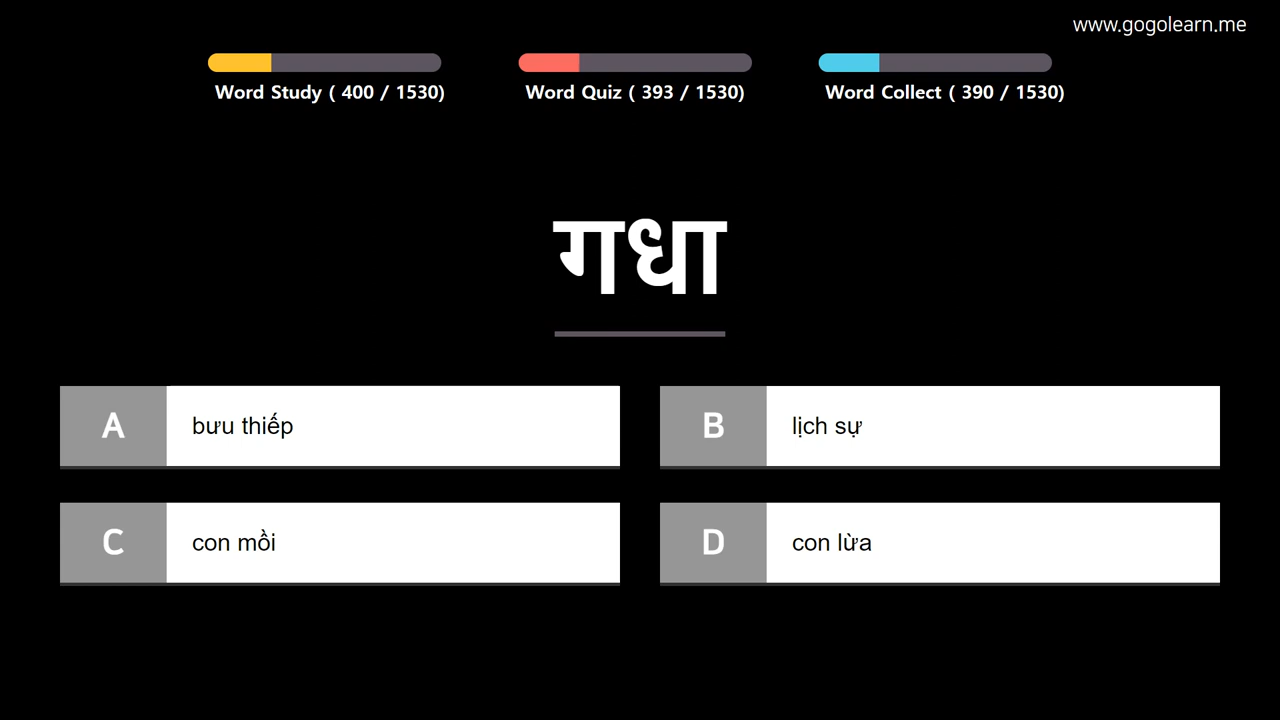 www.gogolearn.me
Word Study ( 400 / 1530)
Word Quiz ( 393 / 1530)
Word Collect ( 390 / 1530)
गधा
A bưu thiếp
B lịch sự
C con mồi
D con lừa